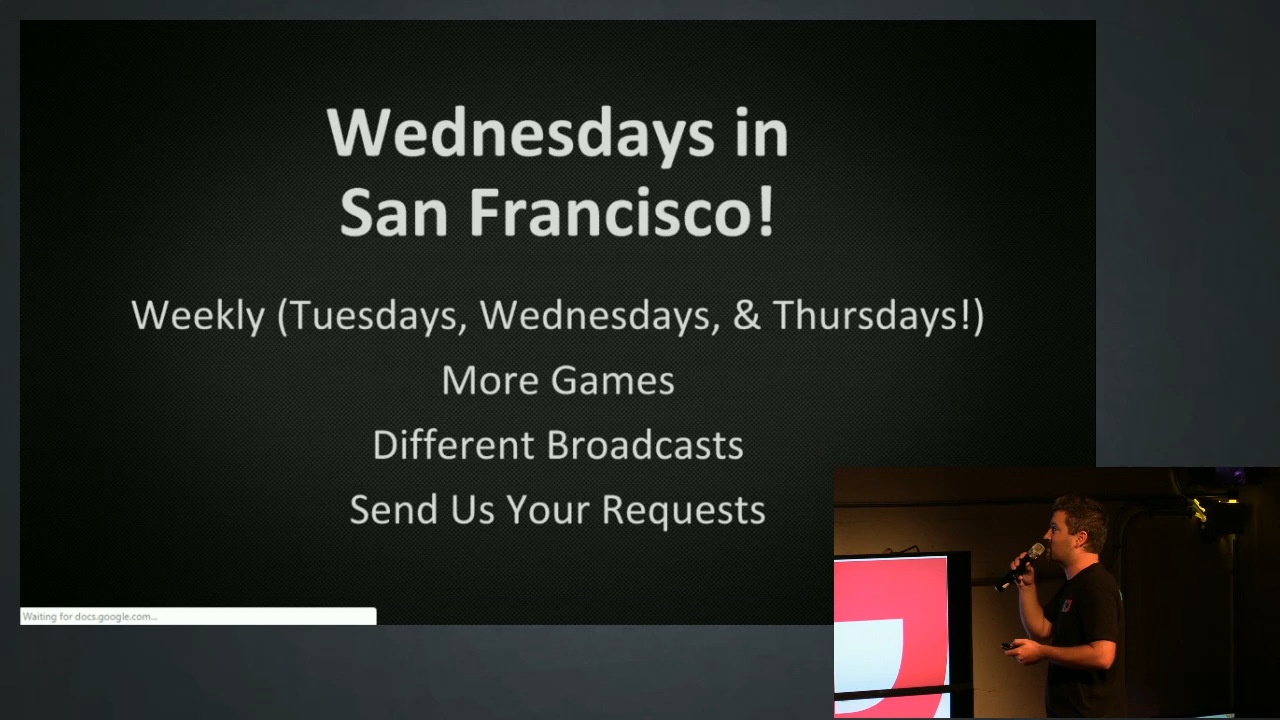 Wednesdays in
San Francisco!
Weekly (Tuesdays, Wednesdays, & Thursdays!)
More Games
Different Broadcasts
Send Us Your Requests
Waiting for docs.google.com...